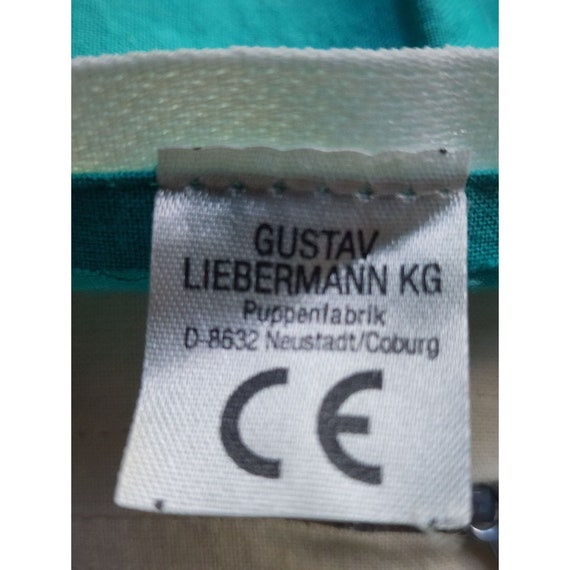 GUSTAV
LIEBERMANN KG
Puppenfabrik
D-8632 Neustadt/Coburg
CE